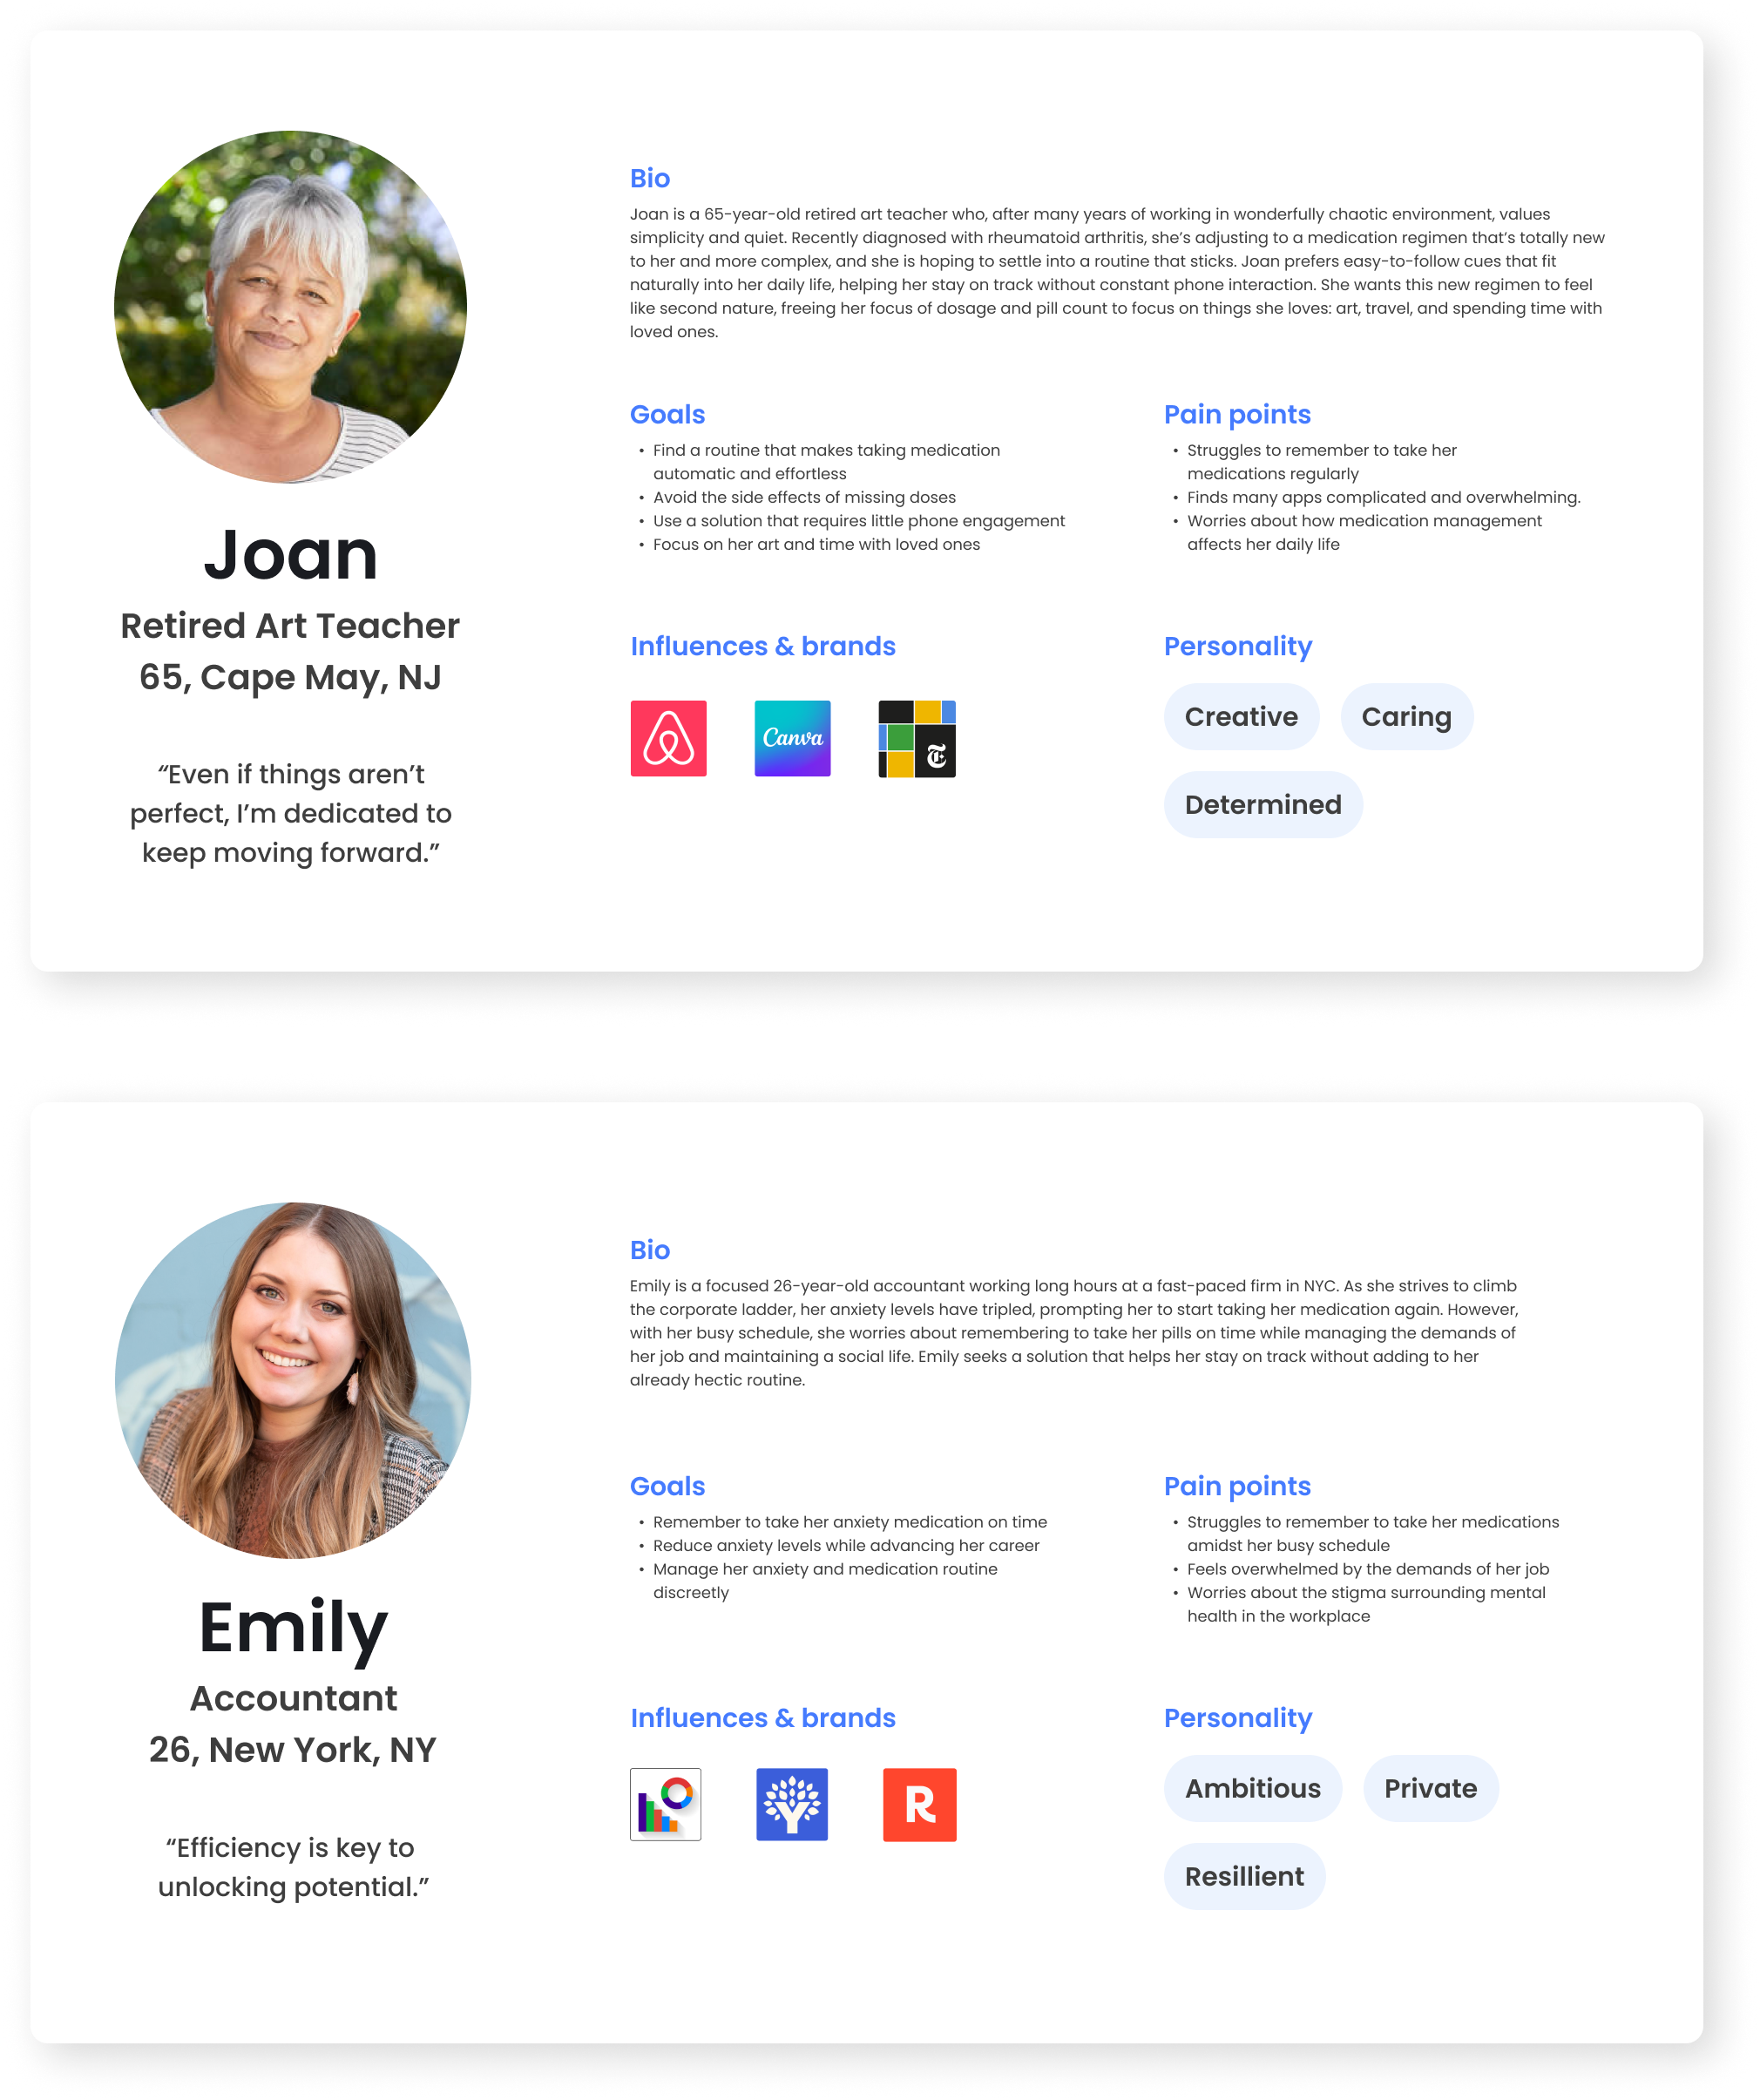 Joan
Retired Art Teacher
65, Cape May, NJ
“Even if things aren’t
perfect, I’m dedicated to
keep moving forward.”
Bio
Joan is a 65-year-old retired art teacher who, after many years of working in wonderfully chaotic environment, values
simplicity and quiet. Recently diagnosed with rheumatoid arthritis, she’s adjusting to a medication regimen that’s totally new
to her and more complex, and she is hoping to settle into a routine that sticks. Joan prefers easy-to-follow cues that fit
naturally into her daily life, helping her stay on track without constant phone interaction. She wants this new regimen to feel
like second nature, freeing her focus of dosage and pill count to focus on things she loves: art, travel, and spending time with
loved ones.
Goals
• Find a routine that makes taking medication
automatic and effortless
• Avoid the side effects of missing doses
• Use a solution that requires little phone engagement
• Focus on her art and time with loved ones
Pain points
• Struggles to remember to take her
medications regularly
• Finds many apps complicated and overwhelming.
• Worries about how medication management
affects her daily life
Influences & brands
Canva
T
Personality
Creative
Caring
Determined
Emily
Accountant
26, New York, NY
“Efficiency is key to
unlocking potential.”
Bio
Emily is a focused 26-year-old accountant working long hours at a fast-paced firm in NYC. As she strives to climb
the corporate ladder, her anxiety levels have tripled, prompting her to start taking her medication again. However,
with her busy schedule, she worries about remembering to take her pills on time while managing the demands of
her job and maintaining a social life. Emily seeks a solution that helps her stay on track without adding to her
already hectic routine.
Goals
• Remember to take her anxiety medication on time
• Reduce anxiety levels while advancing her career
• Manage her anxiety and medication routine
discreetly
Pain points
• Struggles to remember to take her medications
amidst her busy schedule
• Feels overwhelmed by the demands of her job
• Worries about the stigma surrounding mental
health in the workplace
Influences & brands
R
Personality
Ambitious
Private
Resillient